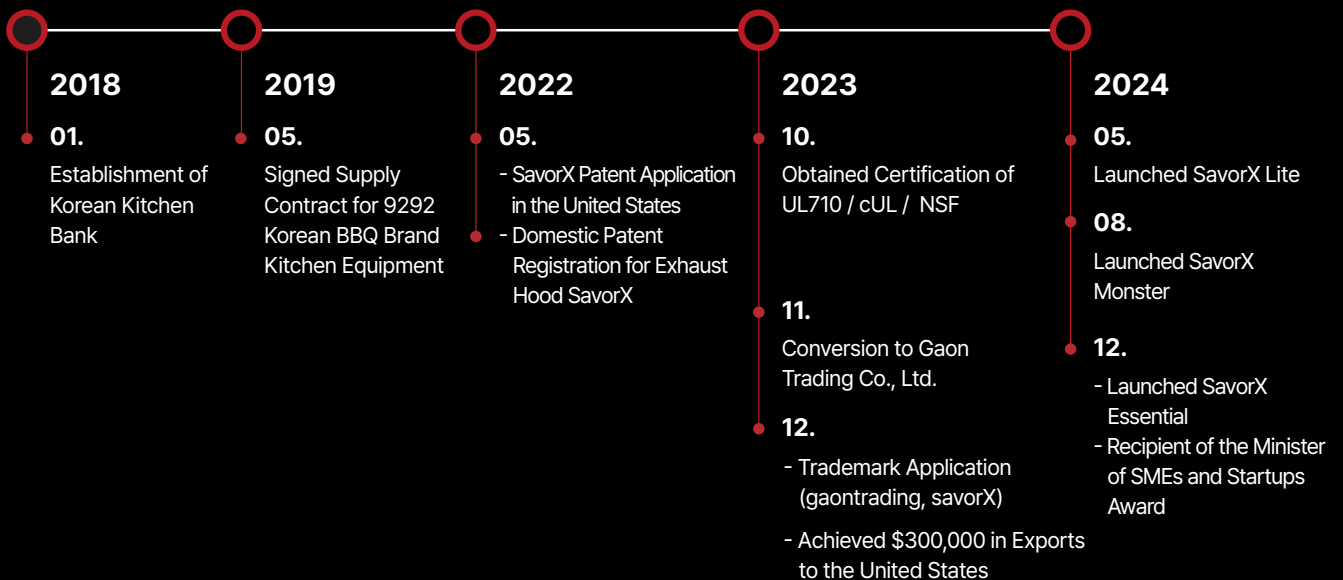 2018
01.
Establishment of
Korean Kitchen
Bank
2019
05.
Signed Supply
Contract for 9292
Korean BBQ Brand
Kitchen Equipment
2022
05.
- SavorX Patent Application
in the United States
- Domestic Patent
Registration for Exhaust
Hood SavorX
2023
10.
Obtained Certification of
UL710 / cUL / NSF
11.
Conversion to Gaon
Trading Co., Ltd.
12.
- Trademark Application
(gaontrading, savorX)
- Achieved $300,000 in Exports
to the United States
2024
05.
Launched SavorX Lite
08.
Launched SavorX
Monster
12.
- Launched SavorX
Essential
- Recipient of the Minister
of SMEs and Startups
Award